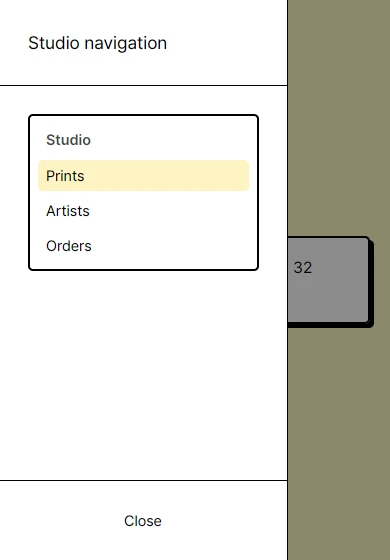 Studio navigation
Studio
Prints
Artists
32
Orders
Close